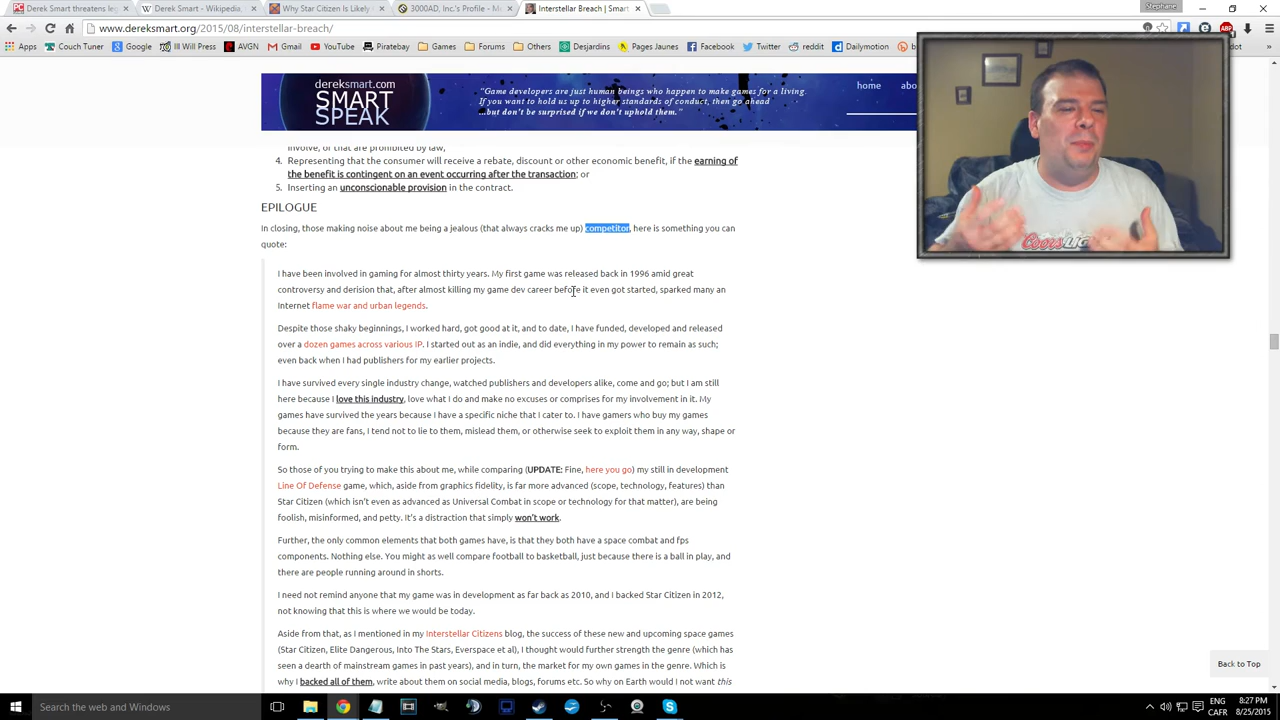 Derek Smart threatens le
Derek Smart - Wikipedia,
Why Star Citizen Is Likely
3000AD, Inc.'s Profile - M
Interstellar Breach | Smart
Stephane
www.dereksmart.com/2015/08/interstellar-breach/
Apps Couch Tuner Google Ill Will Press AVGN Gmail YouTube Piratebay Games Forums Others Desjardins Pages Jaunes Facebook Twitter reddit Dailymotion
dereksmart.com
SMART
SPEAK
"Game developers are just human beings who happen to make games for a living.
If you want to hold us up to higher standards of conduct, then go ahead
...but don't be surprised if we don't uphold them."
home abo
involve, or that are prohibited by law;
4. Representing that the consumer will receive a rebate, discount or other economic benefit, if the earning of
the benefit is contingent on an event occurring after the transaction; or
5. Inserting an unconscionable provision in the contract.
EPILOGUE
In closing, those making noise about me being a jealous (that always cracks me up) competitor, here is something you can
quote:
I have been involved in gaming for almost thirty years. My first game was released back in 1996 amid great
controversy and derision that, after almost killing my game dev career before it even got started, sparked many an
Internet flame war and urban legends.
Despite those shaky beginnings, I worked hard, got good at it, and to date, I have funded, developed and released
over a dozen games across various IP. I started out as an indie, and did everything in my power to remain as such;
even back when I had publishers for my earlier projects.
I have survived every single industry change, watched publishers and developers alike, come and go; but I am still
here because I love this industry, love what I do and make no excuses or comprises for my involvement in it. My
games have survived the years because I have a specific niche that I cater to. I have gamers who buy my games
because they are fans, I tend not to lie to them, mislead them, or otherwise seek to exploit them in any way, shape or
form.
So those of you trying to make this about me, while comparing (UPDATE: Fine, here you go) my still in development
Line Of Defense game, which, aside from graphics fidelity, is far more advanced (scope, technology, features) than
Star Citizen (which isn't even as advanced as Universal Combat in scope or technology for that matter), are being
foolish, misinformed, and petty. It's a distraction that simply won't work.
Further, the only common elements that both games have, is that they both have a space combat and fps
components. Nothing else. You might as well compare football to basketball, just because there is a ball in play, and
there are people running around in shorts.
I need not remind anyone that my game was in development as far back as 2010, and I backed Star Citizen in 2012,
not knowing that this is where we would be today.
Aside from that, as I mentioned in my Interstellar Citizens blog, the success of these new and upcoming space games
(Star Citizen, Elite Dangerous, Into The Stars, Everspace et al), I thought would further strengthen the genre (which has
seen a dearth of mainstream games in past years), and in turn, the market for my own games in the genre. Which is
why I backed all of them, write about them on social media, blogs, forums etc. So why on Earth would I not want this
Back to Top
Coors LIG
Search the web and Windows
ENG
CAFR
8:27 PM
8/25/2015